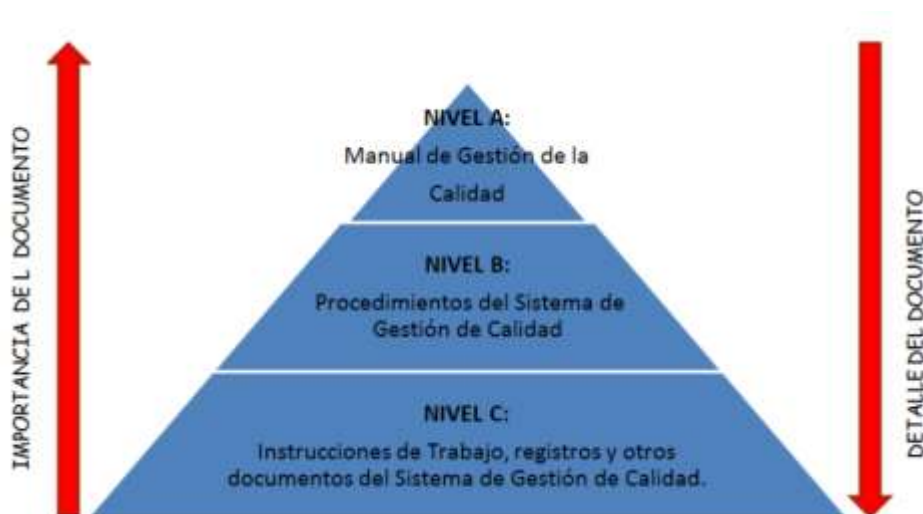 IMPORTANCIA DE L DOCUMENTO
NIVEL A:
Manual de Gestión de la
Calidad
NIVEL B:
Procedimientos del Sistema de
Gestión de Calidad
NIVEL C:
Instrucciones de Trabajo, registros y otros
documentos del Sistema de Gestión de Calidad.
DETALLE DEL DOCUMENTO